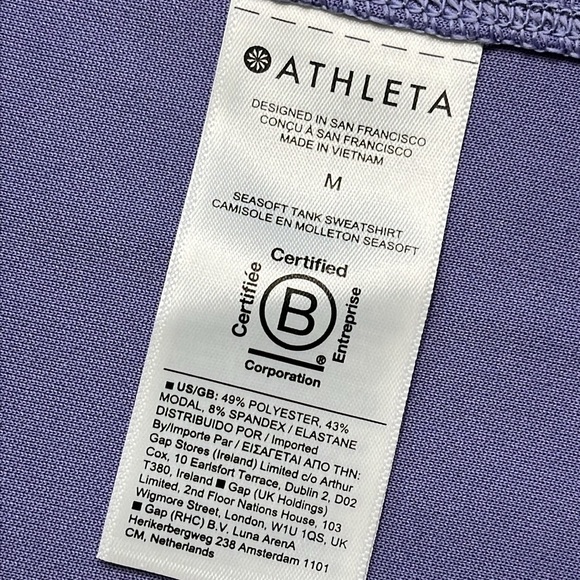 ATHLETA
DESIGNED IN SAN FRANCISCO
CONÇU À SAN FRANCISCO
MADE IN VIETNAM
M
SEASOFT TANK SWEATSHIRT
CAMISOLE EN MOLLETON SEASOFT
Certified
Certifiée
B
Entreprise
®
Corporation
■ US/GB: 49% POLYESTER, 43%
MODAL, 8% SPANDEX / ELASTANE
DISTRIBUIDO POR / Imported
By/Importe Par / ΕΙΣΑΓΕΤΑΙ ΑΠΟ ΤΗΝ:
Gap Stores (Ireland) Limited c/o Arthur
Cox, 10 Earlsfort Terrace, Dublin 2, D02
T380, Ireland ■ Gap (UK Holdings)
Limited, 2nd Floor Nations House, 103
Wigmore Street, London, W1U 1QS, UK
■ Gap (RHC) B.V. Luna ArenA
Herikerbergweg 238 Amsterdam 1101
CM, Netherlands